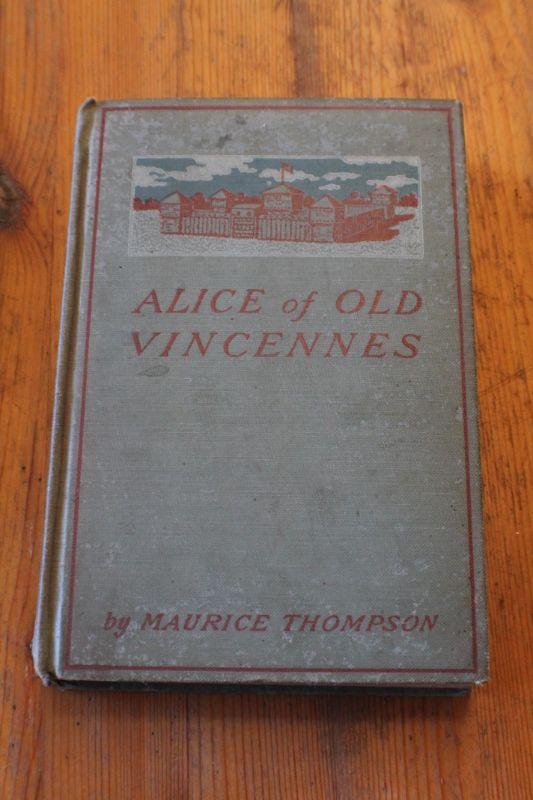 ALICE of OLD
VINCENNES
by MAURICE THOMPSON